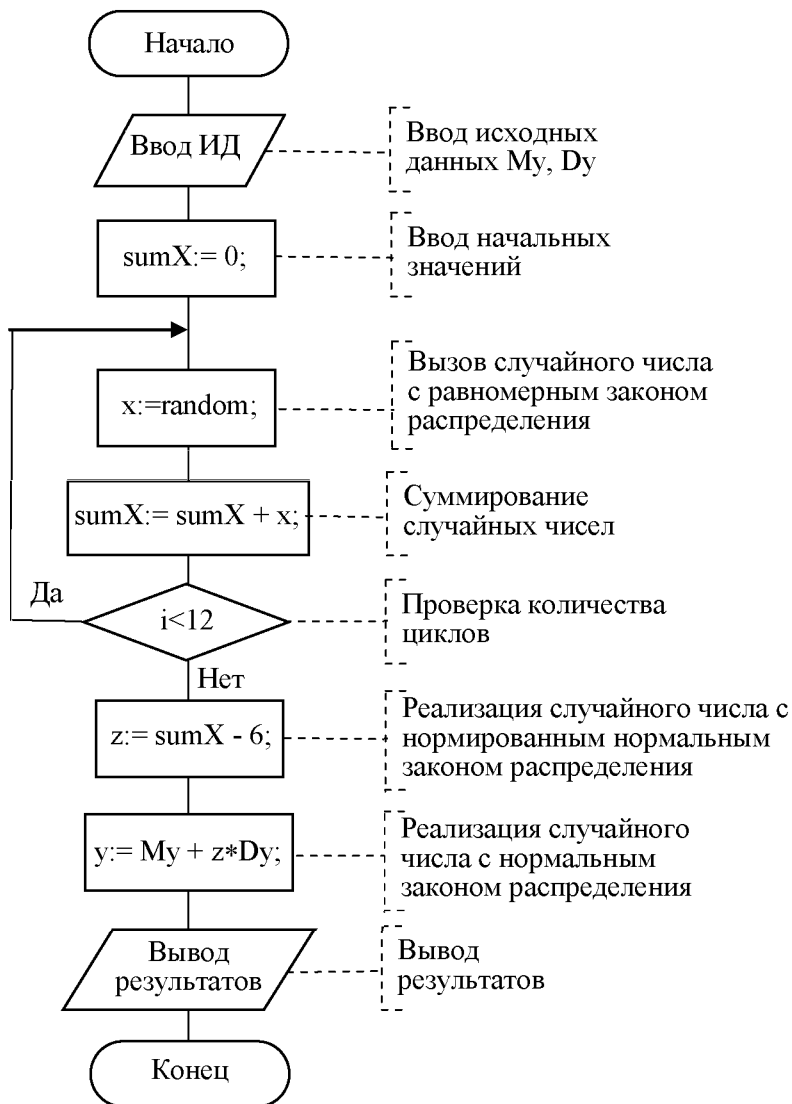 Начало
Ввод ИД
Ввод исходных
данных My, Dy
sumX:= 0;
Ввод начальных
значений
x:=random;
Вызов случайного числа
с равномерным законом
распределения
sumX:= sumX + x;
Суммирование
случайных чисел
Да
i<12
Проверка количества
циклов
Нет
z:= sumX - 6;
Реализация случайного числа с
нормированным нормальным
законом распределения
y:= My + z*Dy;
Реализация случайного
числа с нормальным
законом распределения
Вывод
результатов
Вывод
результатов
Конец